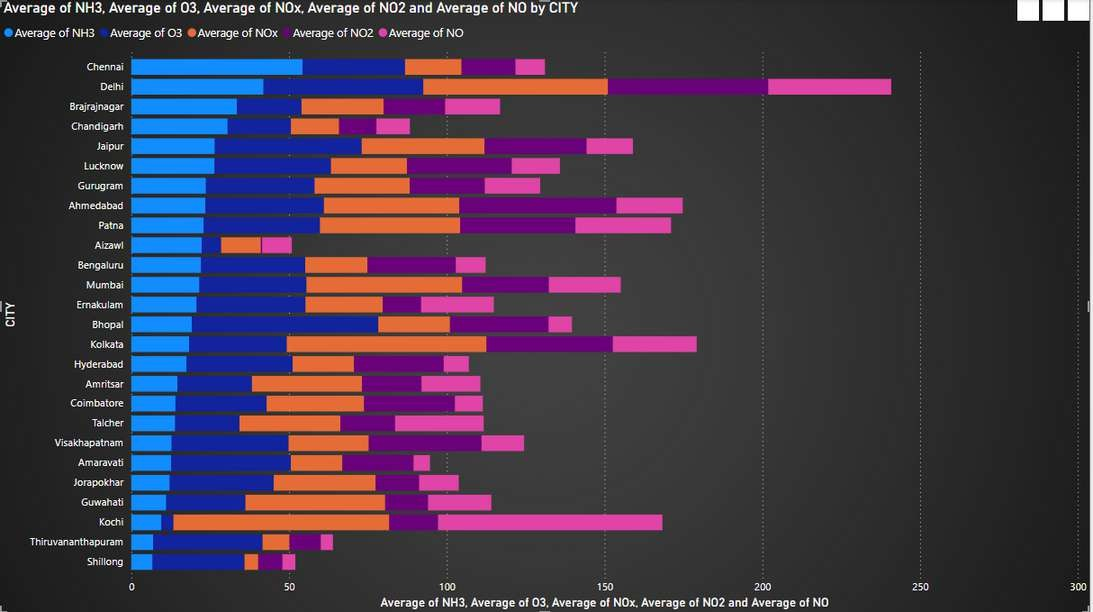 Average of NH3, Average of O3, Average of NOx, Average of NO2 and Average of NO by CITY
Average of NH3 Average of O3 Average of NOx Average of NO2 Average of NO
Chennai
Delhi
Brajrajnagar
Chandigarh
Jaipur
Lucknow
Gurugram
Ahmedabad
Patna
Aizawl
Bengaluru
Mumbai
Ernakulam
Bhopal
Kolkata
Hyderabad
Amritsar
Coimbatore
Talcher
Visakhapatnam
Amaravati
Jorapokhar
Guwahati
Kochi
Thiruvananthapuram
Shillong
CITY
0 50 100 150 200 250 300
Average of NH3, Average of O3, Average of NOx, Average of NO2 and Average of NO